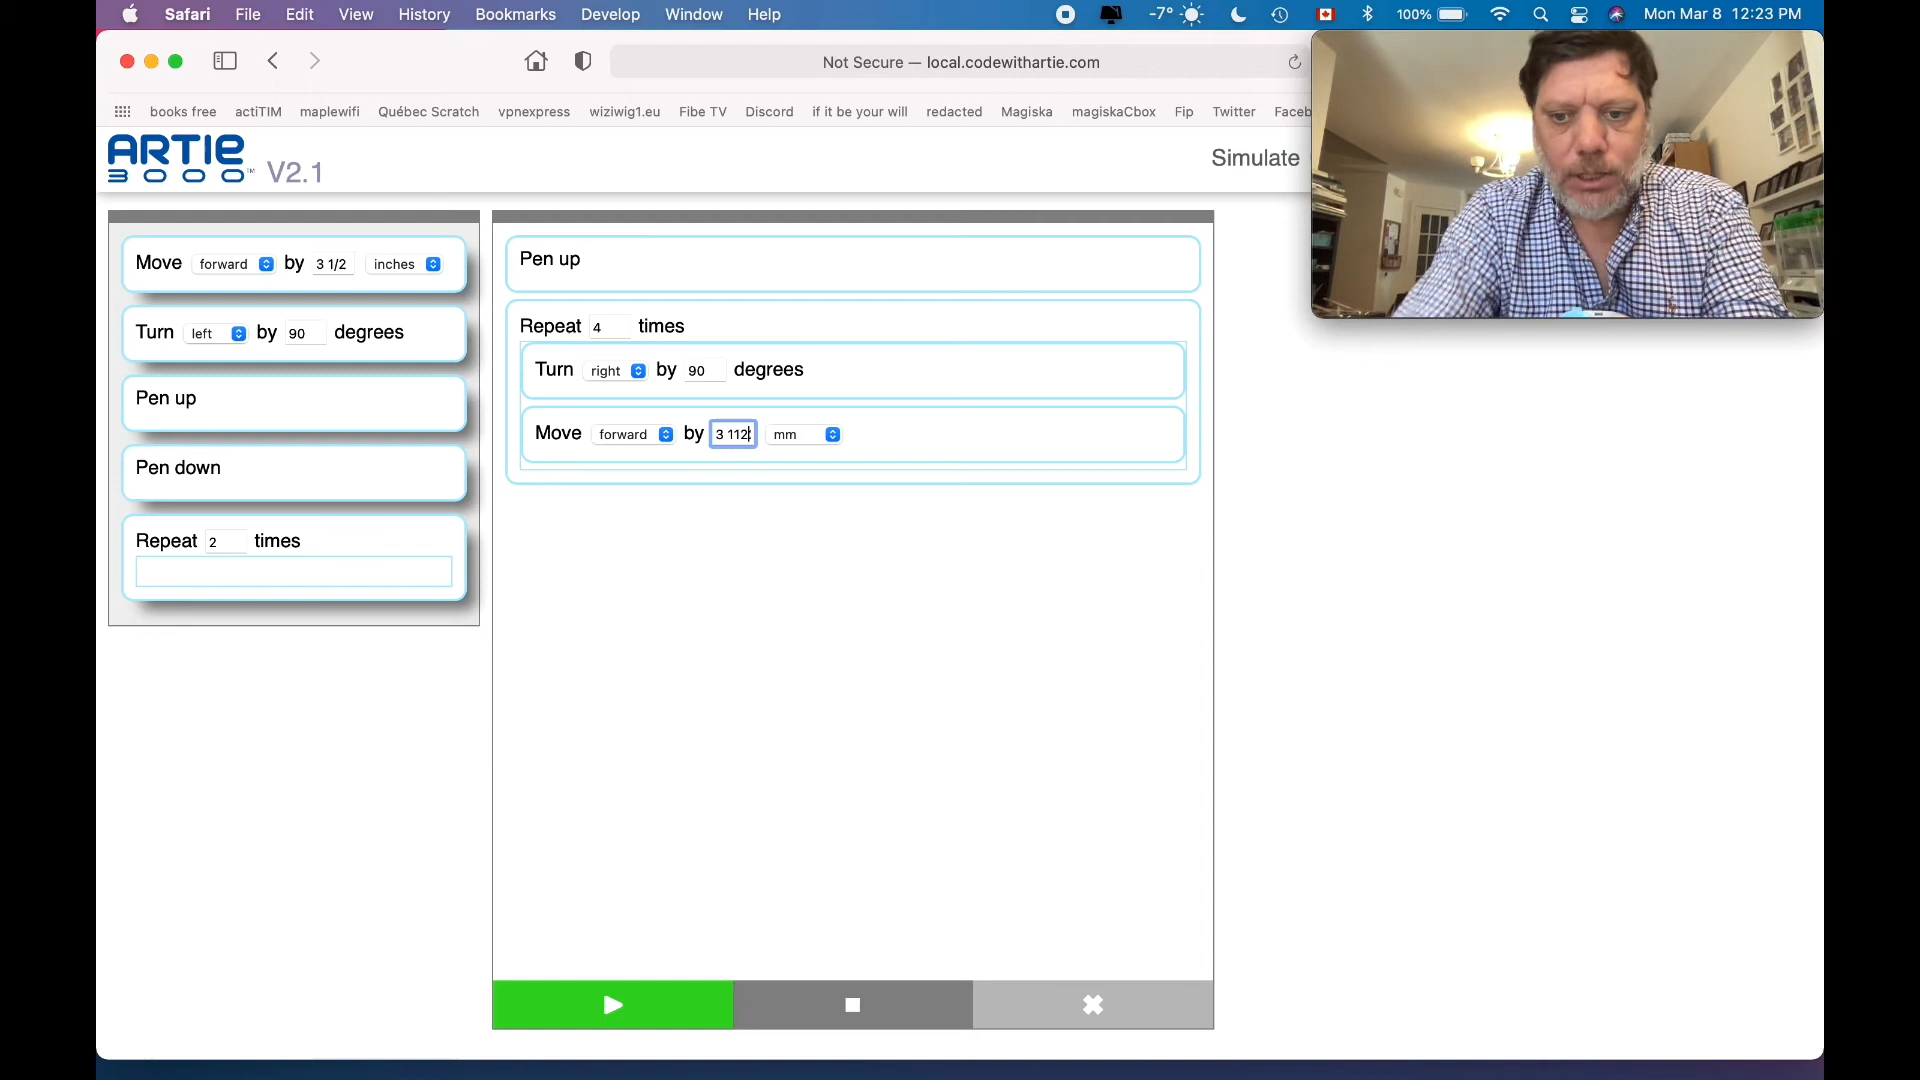 Safari File Edit View History Bookmarks Develop Window Help -7° 100% Mon Mar 8 12:23 PM
Not Secure — local.codewithartie.com
books free actiTIM maplewifi Québec Scratch vpnexpress wiziwig1.eu Fibe TV Discord if it be your will redacted Magiska magiskaCbox Fip Twitter Faceb
ARTIE
3000™ V2.1
Simulate
Move forward by 3 1/2 inches
Turn left by 90 degrees
Pen up
Pen down
Repeat 2 times
Pen up
Repeat 4 times
Turn right by 90 degrees
Move forward by 3 112 mm